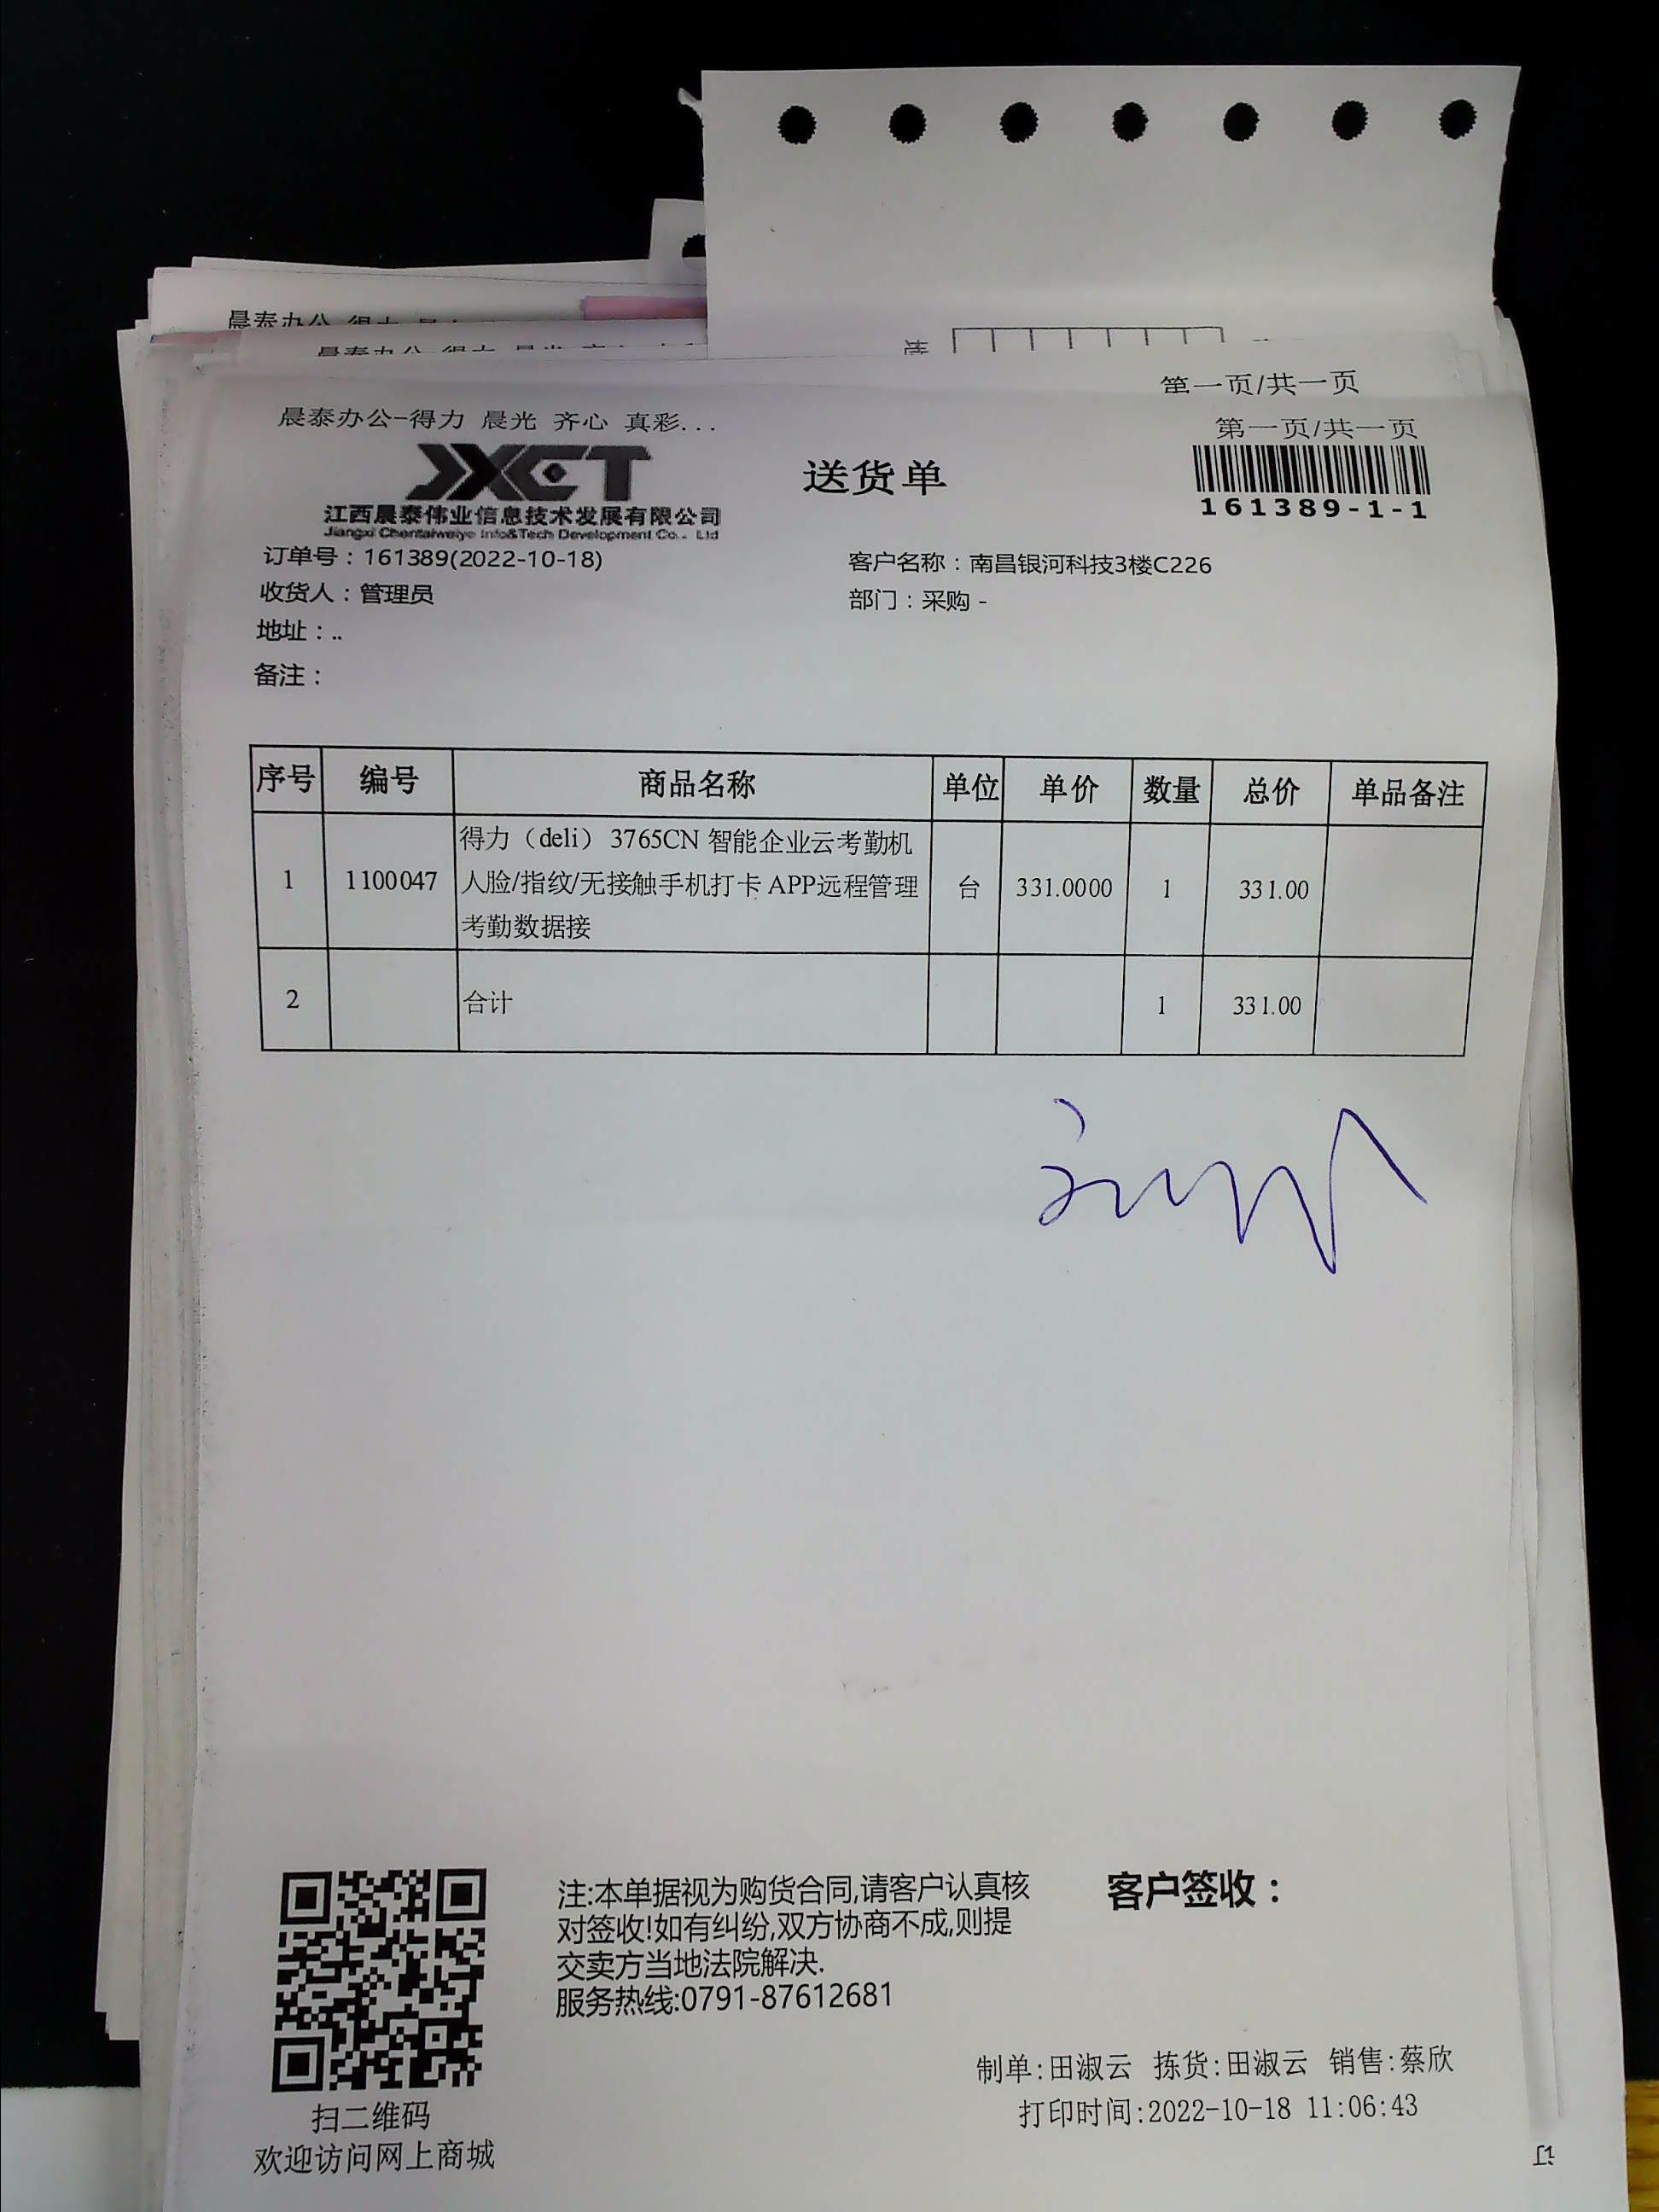 第一页/共一页
晨泰办公-得力 晨光 齐心 真彩...
第一页/共一页
JXCT
送货单
161389-1-1
江西晨泰伟业信息技术发展有限公司
Jiangxi Chentaiweiye Info&Tech Development Co.. Ltd
订单号：161389(2022-10-18)
客户名称：南昌银河科技3楼C226
收货人：管理员
部门：采购 -
地址：..
备注：
序号 编号 商品名称 单位 单价 数量 总价 单品备注
1 1100047 得力（deli） 3765CN 智能企业云考勤机
人脸/指纹/无接触手机打卡 APP远程管理
考勤数据接 台 331.0000 1 331.00
2 合计 1 331.00
注:本单据视为购货合同,请客户认真核
对签收!如有纠纷,双方协商不成,则提
交卖方当地法院解决.
服务热线:0791-87612681
客户签收：
制单:田淑云 拣货:田淑云 销售:蔡欣
打印时间:2022-10-18 11:06:43
扫二维码
欢迎访问网上商城